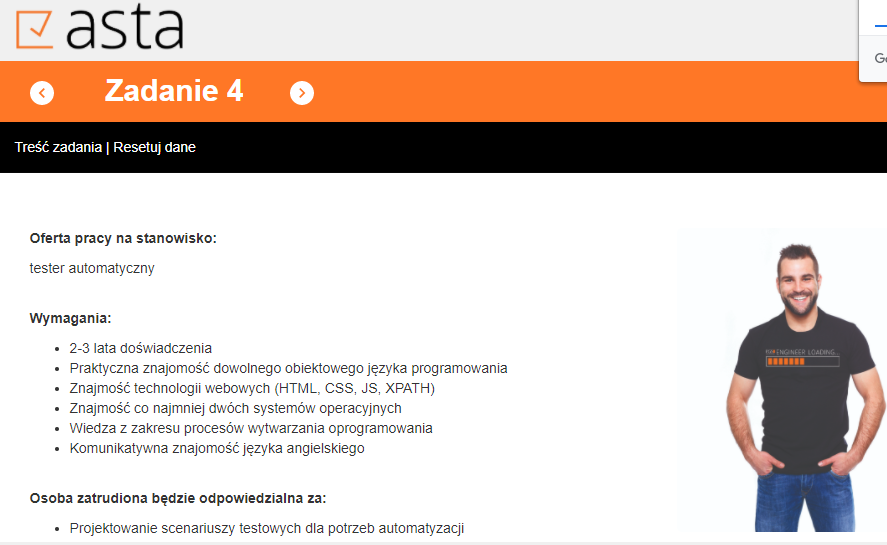 asta
Zadanie 4
Treść zadania | Resetuj dane
Oferta pracy na stanowisko:
tester automatyczny
Wymagania:
2-3 lata doświadczenia
Praktyczna znajomość dowolnego obiektowego języka programowania
Znajmość technologii webowych (HTML, CSS, JS, XPATH)
Znajmość co najmniej dwóch systemów operacyjnych
Wiedza z zakresu procesów wytwarzania oprogramowania
Komunikatywna znajomość języka angielskiego
Osoba zatrudiona będzie odpowiedzialna za:
Projektowanie scenariuszy testowych dla potrzeb automatyzacji
ENGINEER LOADING...